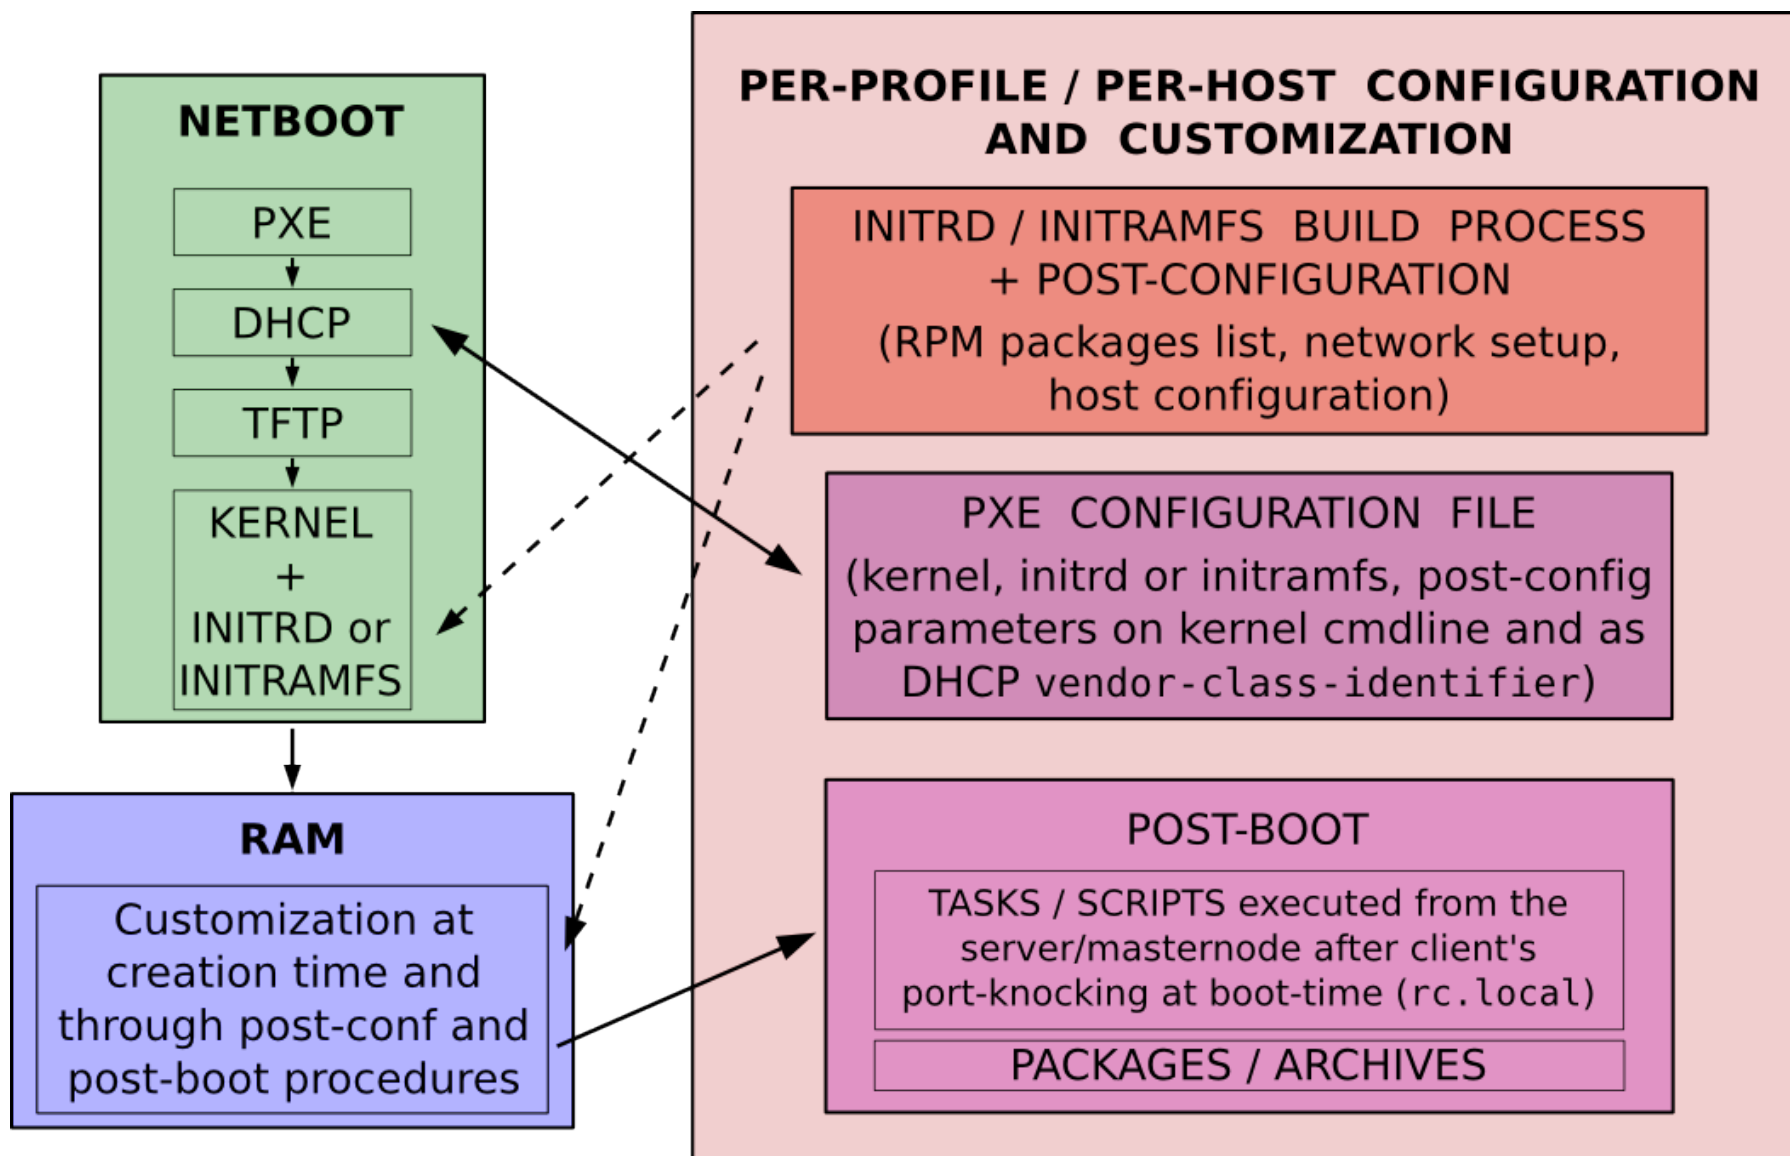 NETBOOT
PXE
DHCP
TFTP
KERNEL
+
INITRD or
INITRAMFS
RAM
Customization at
creation time and
through post-conf and
post-boot procedures
PER-PROFILE / PER-HOST CONFIGURATION
AND CUSTOMIZATION
INITRD / INITRAMFS BUILD PROCESS
+ POST-CONFIGURATION
(RPM packages list, network setup,
host configuration)
PXE CONFIGURATION FILE
(kernel, initrd or initramfs, post-config
parameters on kernel cmdline and as
DHCP vendor-class-identifier)
POST-BOOT
TASKS / SCRIPTS executed from the
server/masternode after client's
port-knocking at boot-time (rc.local)
PACKAGES / ARCHIVES